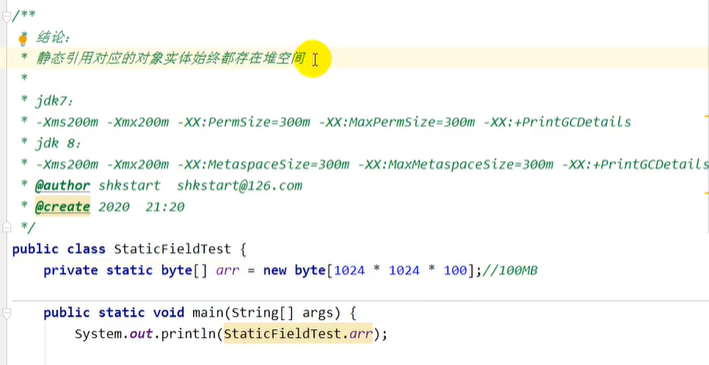 /**
* 结论：
* 静态引用对应的对象实体始终都存在堆空间
*
* jdk7：
* -Xms200m -Xmx200m -XX:PermSize=300m -XX:MaxPermSize=300m -XX:+PrintGCDetails
* jdk 8：
* -Xms200m -Xmx200m -XX:MetaspaceSize=300m -XX:MaxMetaspaceSize=300m -XX:+PrintGCDetails
* @author shkstart  shkstart@126.com
* @create 2020  21:20
*/
public class StaticFieldTest {
private static byte[] arr = new byte[1024 * 1024 * 100];//100MB
public static void main(String[] args) {
System.out.println(StaticFieldTest.arr);